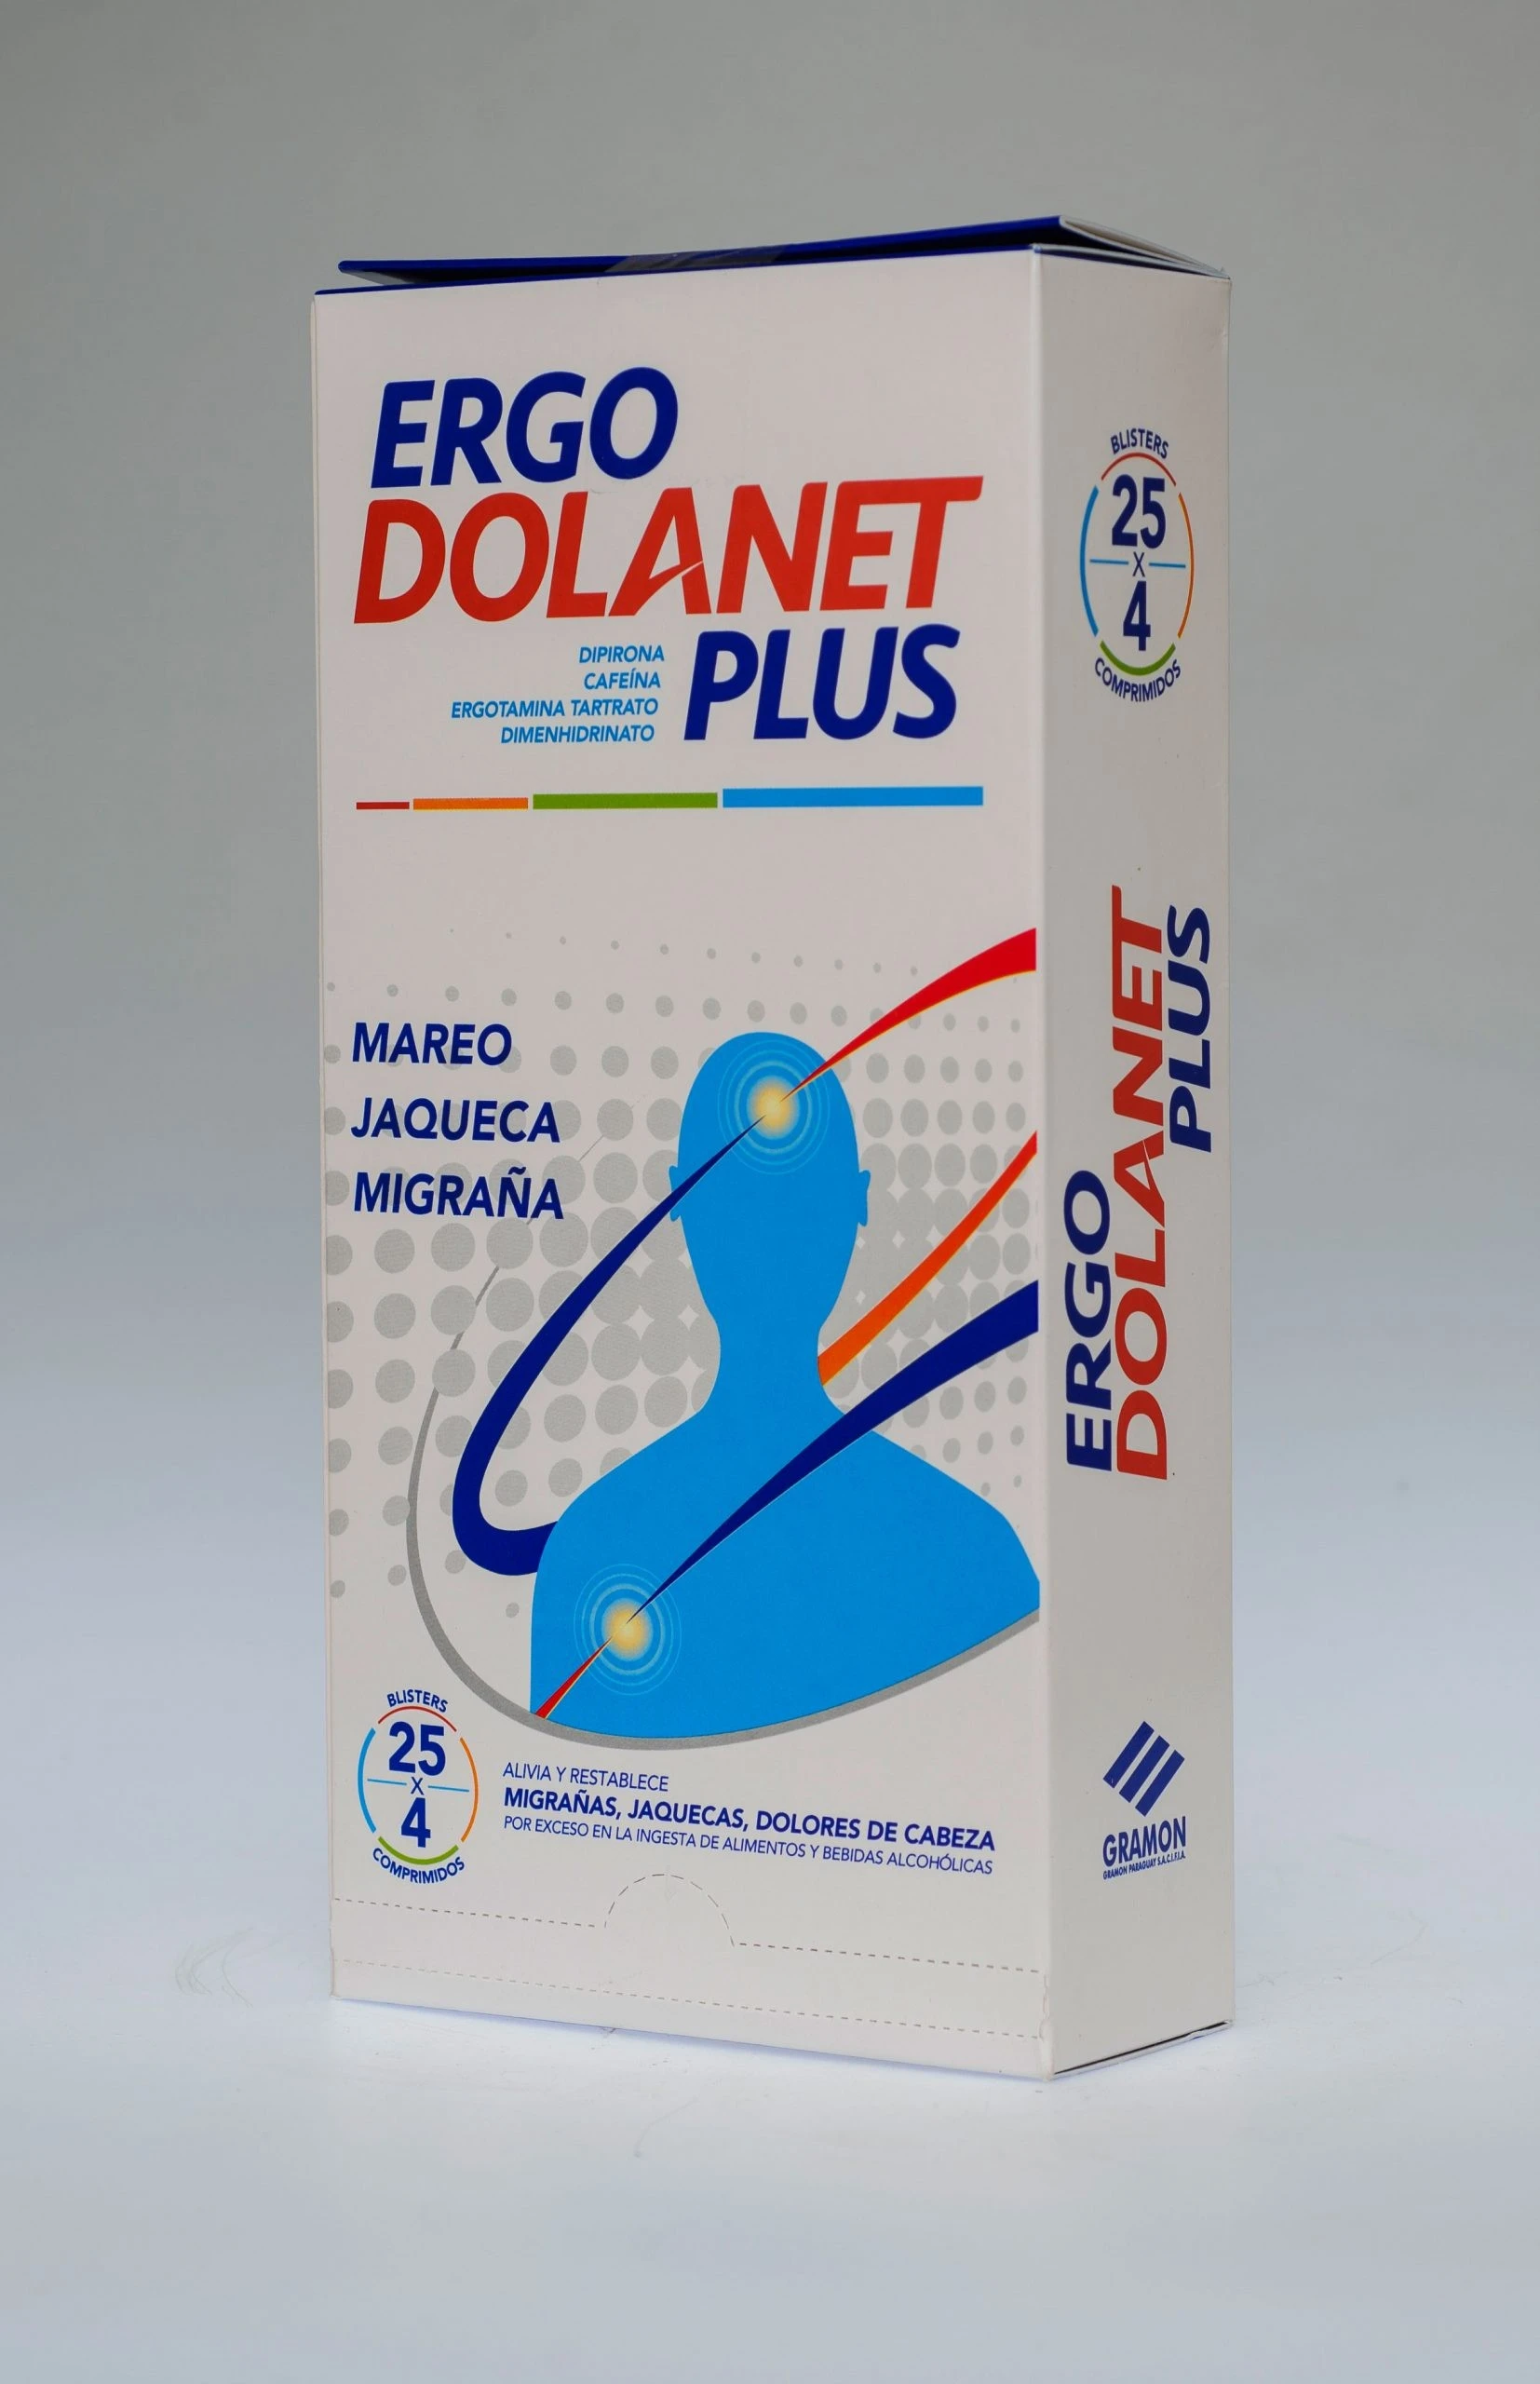 ERGO
DOLANET
PLUS
DIPIRONA
CAFEÍNA
ERGOTAMINA TARTRATO
DIMENHIDRINATO
MAREO
JAQUECA
MIGRAÑA
BLISTERS
25
X
4
COMPRIMIDOS
ALIVIA Y RESTABLECE
MIGRAÑAS, JAQUECAS, DOLORES DE CABEZA
POR EXCESO EN LA INGESTA DE ALIMENTOS Y BEBIDAS ALCOHÓLICAS
BLISTERS
25
X
4
COMPRIMIDOS
ERGO
DOLANET
PLUS
GRAMON
GRAMON PARAGUAY S.A.C.I.F.I.A.